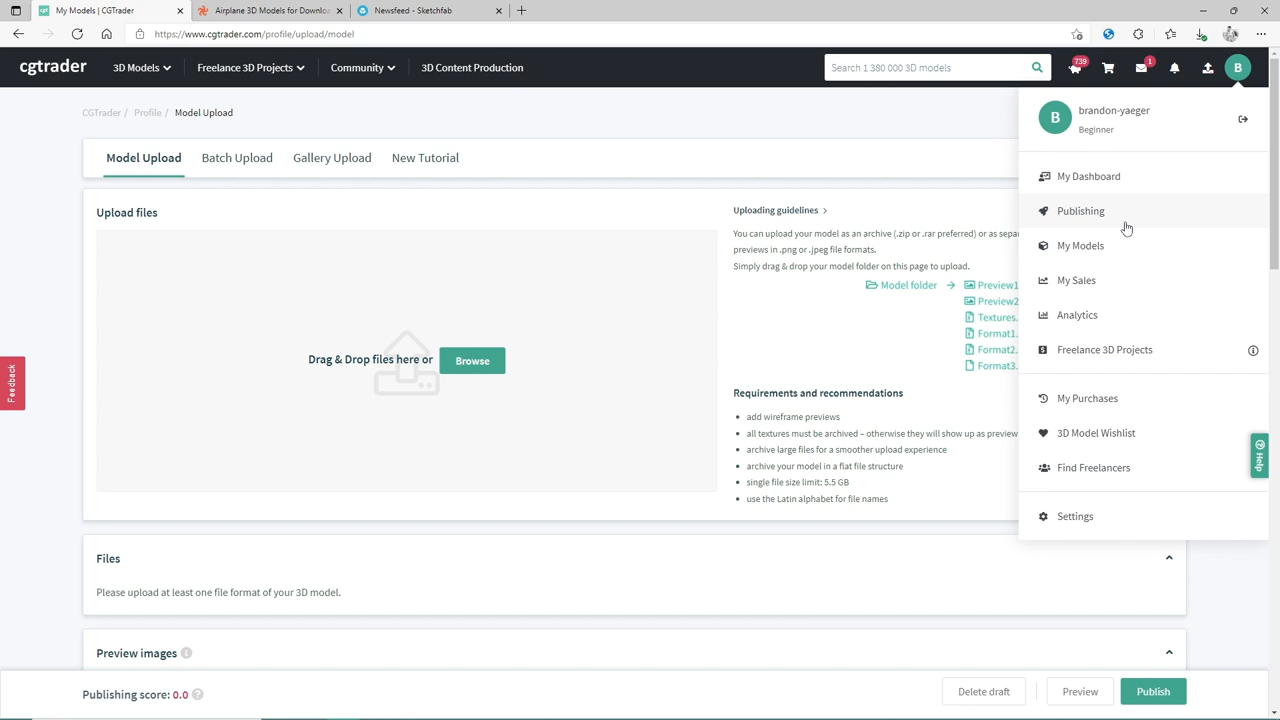 My Models | CGTrader
Airplane 3D Models for Downloa
Newsfeed - Sketchfab
https://www.cgtrader.com/profile/upload/model
cgtrader
3D Models
Freelance 3D Projects
Community
3D Content Production
Search 1 380 000 3D models
739
1
B
CGTrader / Profile / Model Upload
B
brandon-yaeger
Beginner
Model Upload
Batch Upload
Gallery Upload
New Tutorial
My Dashboard
Publishing
My Models
My Sales
Analytics
Freelance 3D Projects
My Purchases
3D Model Wishlist
Find Freelancers
Settings
Upload files
Drag & Drop files here or
Browse
Uploading guidelines
You can upload your model as an archive (.zip or .rar preferred) or as
previews in .png or .jpeg file formats.
Simply drag & drop your model folder on this page to upload.
Model folder
Preview1
Preview2
Textures.
Format1.
Format2.
Format3.
Requirements and recommendations
add wireframe previews
all textures must be archived – otherwise they will show up as preview
archive large files for a smoother upload experience
archive your model in a flat file structure
single file size limit: 5.5 GB
use the Latin alphabet for file names
Feedback
Help
Files
Please upload at least one file format of your 3D model.
Preview images
Publishing score: 0.0
Delete draft
Preview
Publish